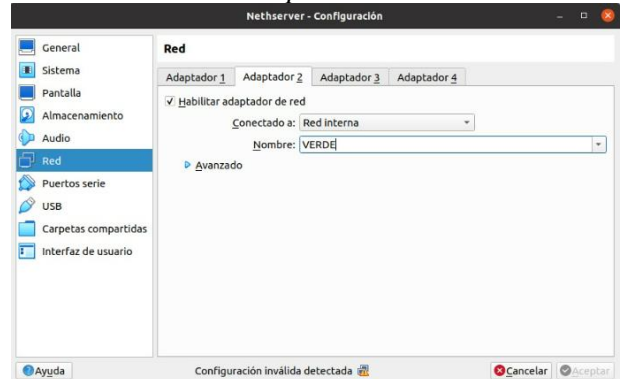 Nethserver - Configuración
General
Sistema
Pantalla
Almacenamiento
Audio
Red
Puertos serie
USB
Carpetas compartidas
Interfaz de usuario
Red
Adaptador 1 Adaptador 2 Adaptador 3 Adaptador 4
Habilitar adaptador de red
Conectado a: Red interna
Nombre: VERDE
Avanzado
Ayuda Configuración inválida detectada Cancelar Aceptar